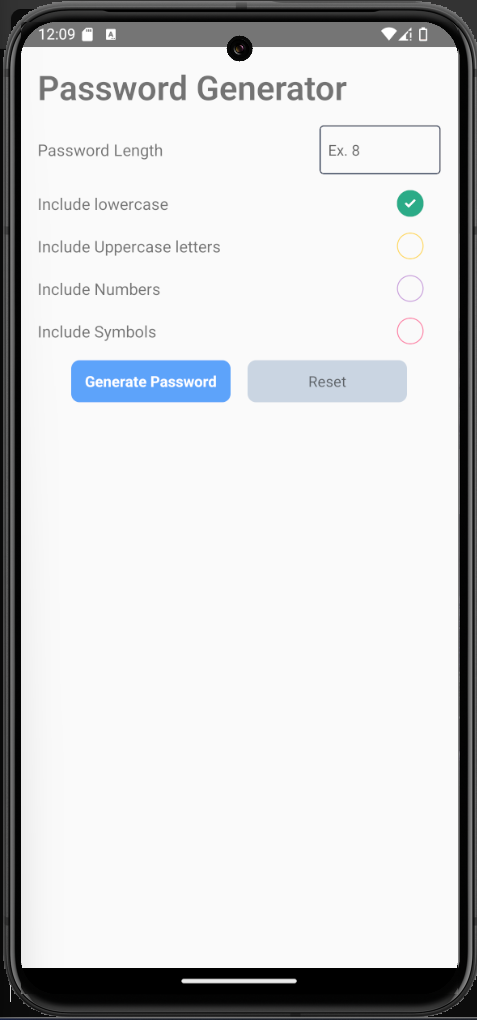 12:09
Password Generator
Password Length Ex. 8
Include lowercase
Include Uppercase letters
Include Numbers
Include Symbols
Generate Password Reset